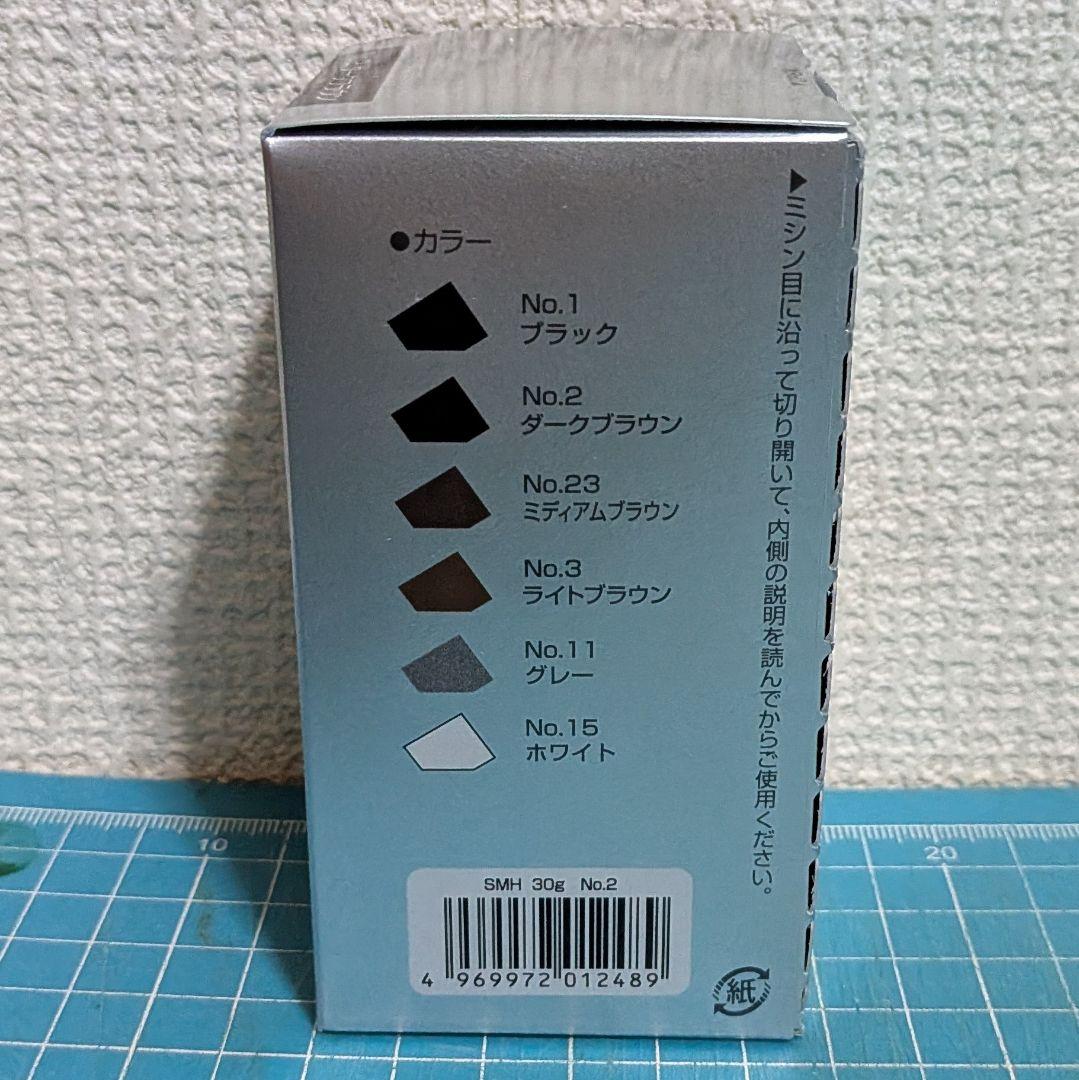 ●カラー
No.1
ブラック
No.2
ダークブラウン
No.23
ミディアムブラウン
No.3
ライトブラウン
No.11
グレー
No.15
ホワイト
▶ミシン目に沿って切り開いて、内側の説明を読んでからご使用ください。
SMH 30g No.2
4 969972 012489
紙
10
20